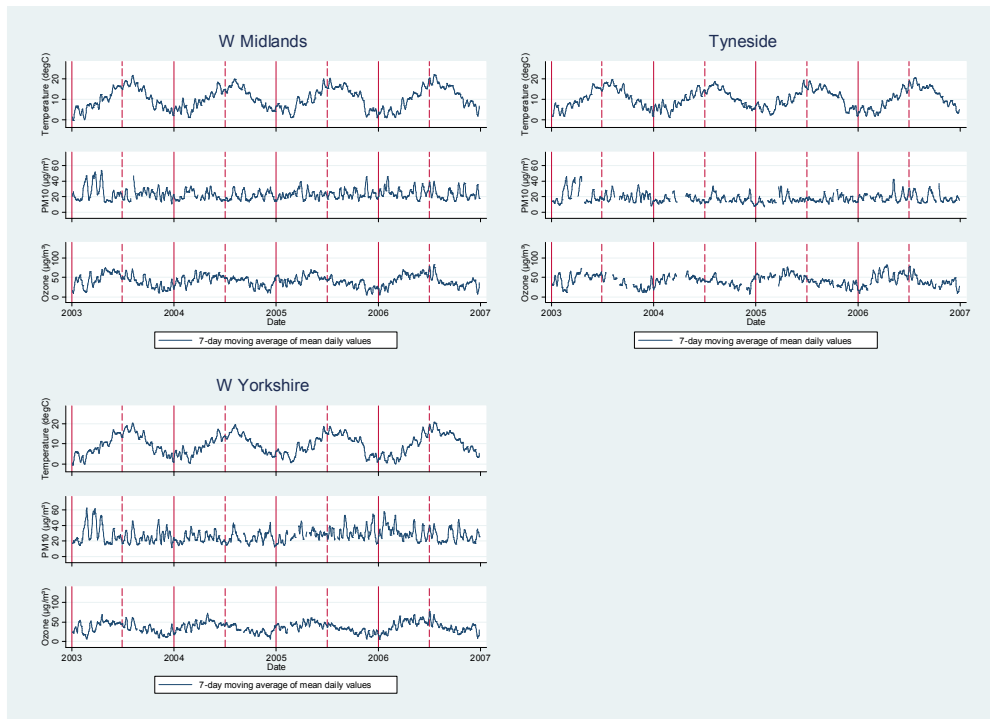 W Midlands
Temperature (degC)
0 10 20
PM10 (µg/m³)
0 20 40 60
Ozone (µg/m³)
0 50 100
2003 2004 2005 2006 2007
Date
7-day moving average of mean daily values
Tyneside
Temperature (degC)
0 10 20
PM10 (µg/m³)
0 20 40 60
Ozone (µg/m³)
0 50 100
2003 2004 2005 2006 2007
Date
7-day moving average of mean daily values
W Yorkshire
Temperature (degC)
0 10 20
PM10 (µg/m³)
0 20 40 60
Ozone (µg/m³)
0 50 100
2003 2004 2005 2006 2007
Date
7-day moving average of mean daily values